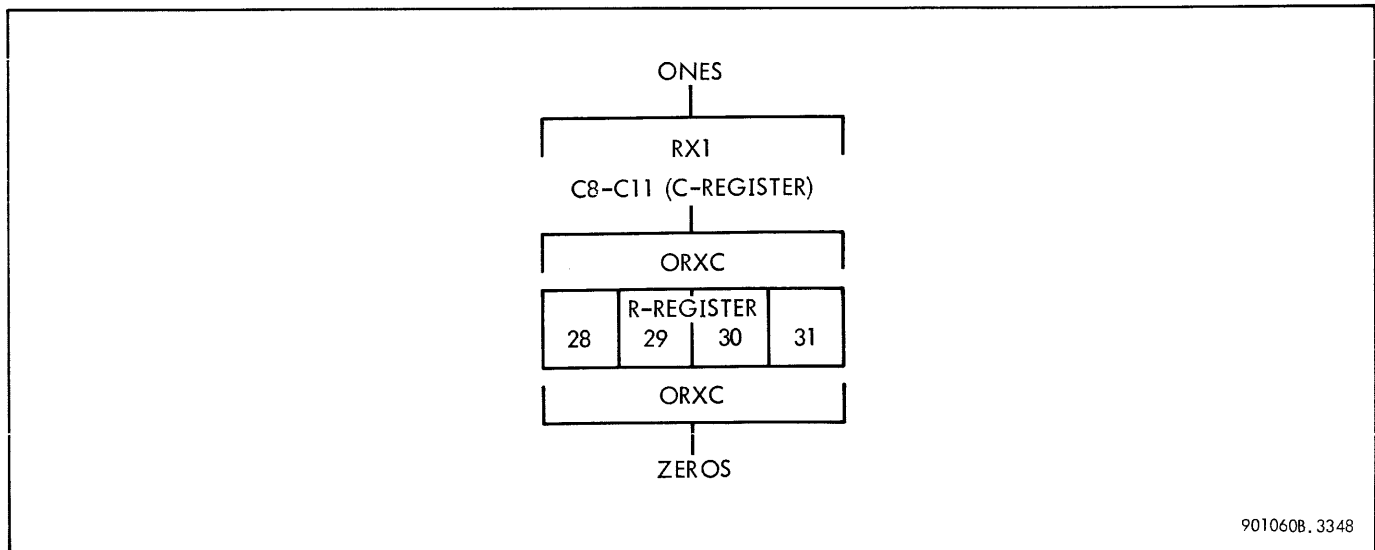 ONES
RX1
C8-C11 (C-REGISTER)
ORXC
R-REGISTER
28 29 30 31
ORXC
ZEROS
901060B.3348